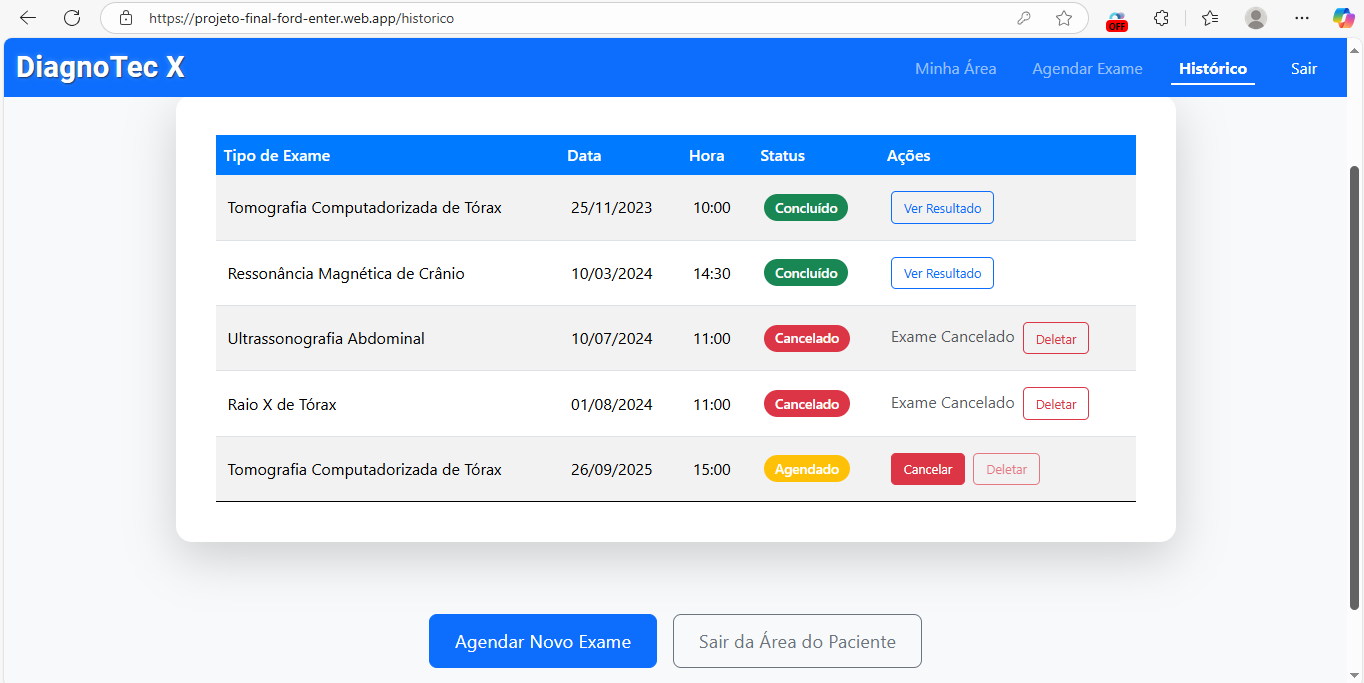 https://projeto-final-ford-enter.web.app/historico
OFF
DiagnoTec X
Minha Área Agendar Exame Histórico Sair
Tipo de Exame Data Hora Status Ações
Tomografia Computadorizada de Tórax 25/11/2023 10:00 Concluído Ver Resultado
Ressonância Magnética de Crânio 10/03/2024 14:30 Concluído Ver Resultado
Ultrassonografia Abdominal 10/07/2024 11:00 Cancelado Exame Cancelado Deletar
Raio X de Tórax 01/08/2024 11:00 Cancelado Exame Cancelado Deletar
Tomografia Computadorizada de Tórax 26/09/2025 15:00 Agendado Cancelar Deletar
Agendar Novo Exame Sair da Área do Paciente